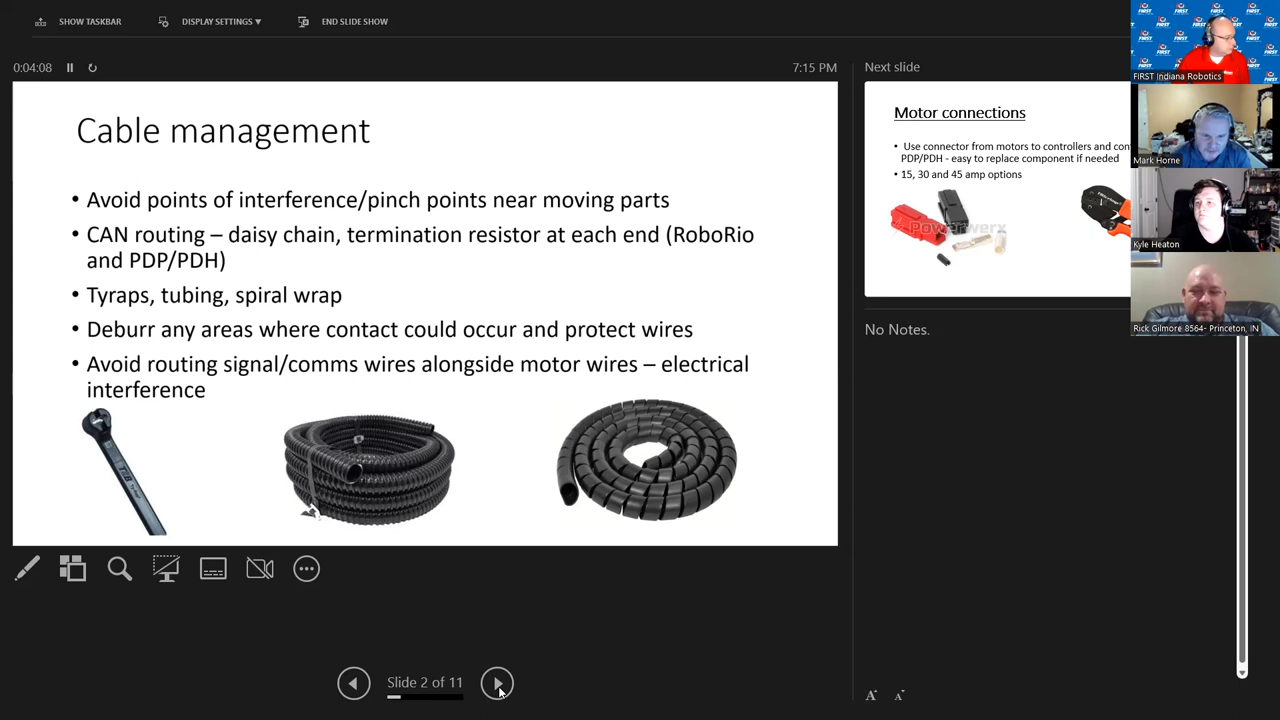 SHOW TASKBAR
DISPLAY SETTINGS ▼
END SLIDE SHOW
0:04:08
7:15 PM
Cable management
• Avoid points of interference/pinch points near moving parts
• CAN routing – daisy chain, termination resistor at each end (RoboRio
and PDP/PDH)
• Tyraps, tubing, spiral wrap
• Deburr any areas where contact could occur and protect wires
• Avoid routing signal/comms wires alongside motor wires – electrical
interference
T&B
Slide 2 of 11
Next slide
Motor connections
• Use connector from motors to controllers and con
PDP/PDH - easy to replace component if needed
• 15, 30 and 45 amp options
Powerwerx
No Notes.
A
A
FIRST Indiana Robotics
Mark Horne
Kyle Heaton
Rick Gilmore 8564- Princeton, IN
FIRST